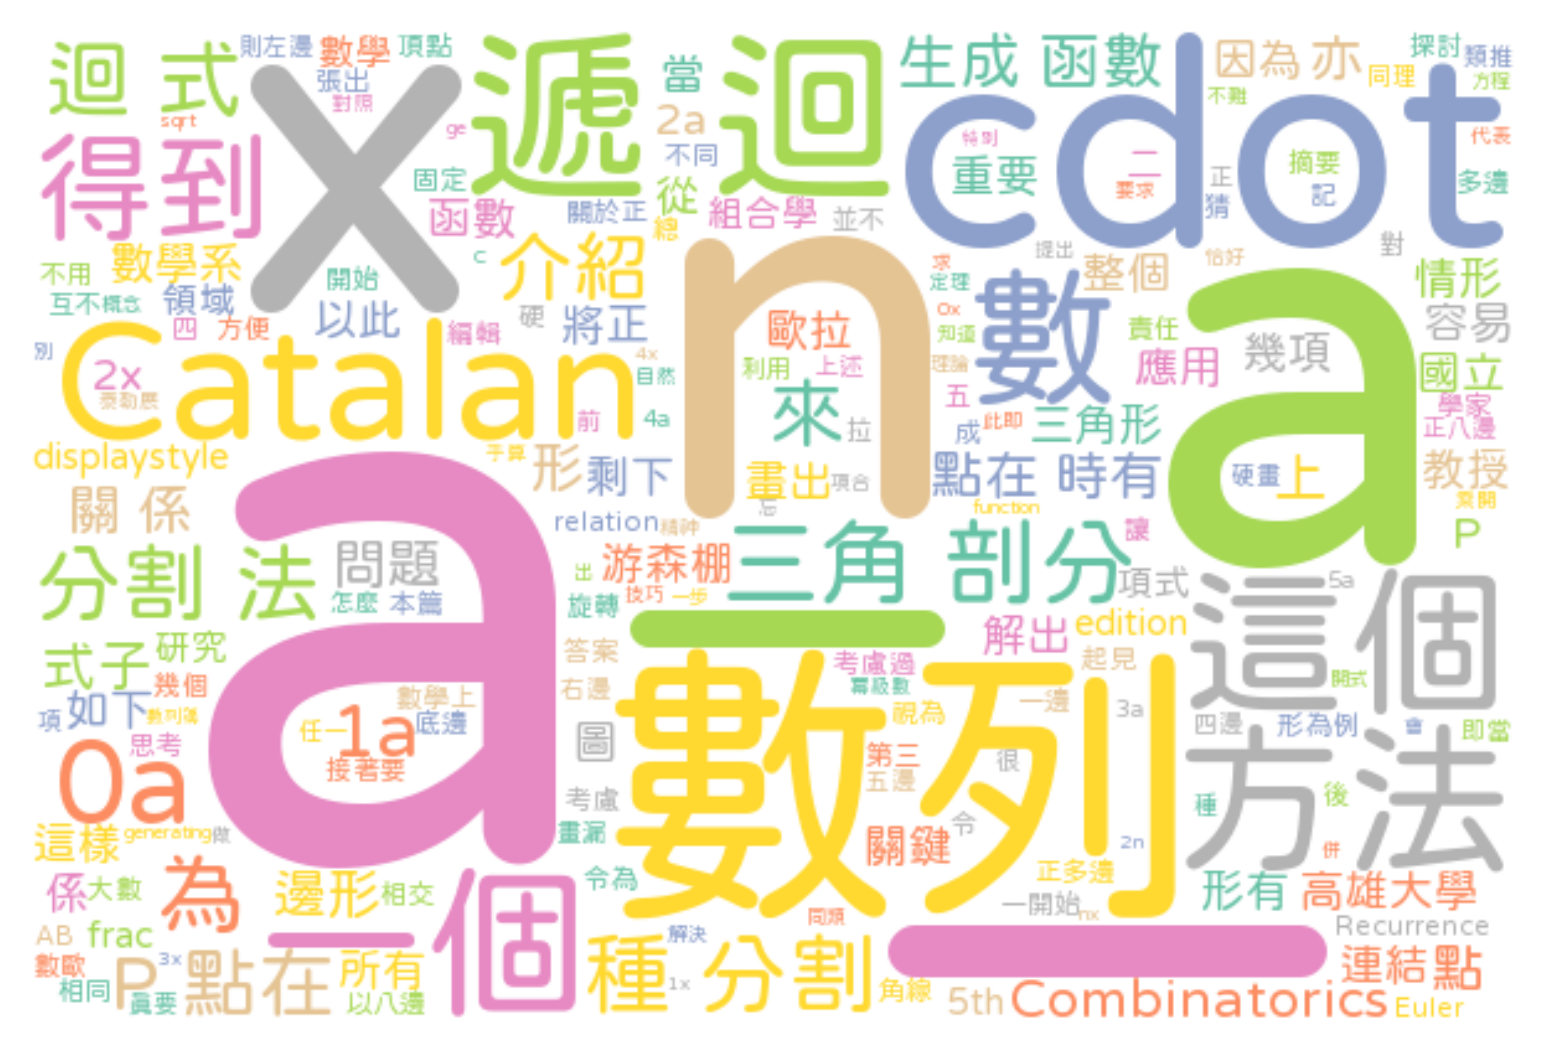 迴 式
則左邊
數學
頂點
張出
對照
sqrt
x
遞迴
ge
當
2a
不同
從
生成 函數
cdot
因為 亦
同理
不難
探討
類推
方程
代表
得到
固定
函數
關於正
總
組合學
並不
特別
重要
二
要求
正
猜
摘要
記
多邊
不用
數學系
互不
概念
領域
開始
以此
c
介紹
硬
將正
編輯
四
方便
n
求
定理
0x
知道
理論
提出
整個
恰好
對
情形
容易
數
責任
應用
幾項
a
國立
學家
正八邊
教授
乘開
P
別
2x
泰勒展
Catalan
4x
自然
4a
前
歐拉
利用
上述
來
拉
五
成
此即
三角形
displaystyle
手算
形
剩下
畫出
項合
忘
點在
時有
硬畫
上
關 係
a
relation
精神
function
讓
分割 法
問題
怎麼
本篇
出
游森棚
技巧
一步
旋轉
三角 剖分
項式
這個
5a
式子
研究
幾個
如下
項
數列薄
思考
數學上
任一
1a
底邊
接著要
答案
右邊
一
考慮過
冪級數
解出
edition
起見
開式
0a
圖
數列
視為
第三
五邊
一邊
3a
很
四邊
形為例
會
即當
方法
這樣
generating
做
考慮
畫漏
關鍵
令
2n
種
後
併
正多邊
係
大數
為
邊形
相交
一個
令為
同類
一開始
nx
形有
高雄大學
AB
frac
數歐
3x
相同
P
點在
真要
所有
以八邊
種
解決
1x
分割
角線
Recurrence
連結
點
5th
Combinatorics
Euler